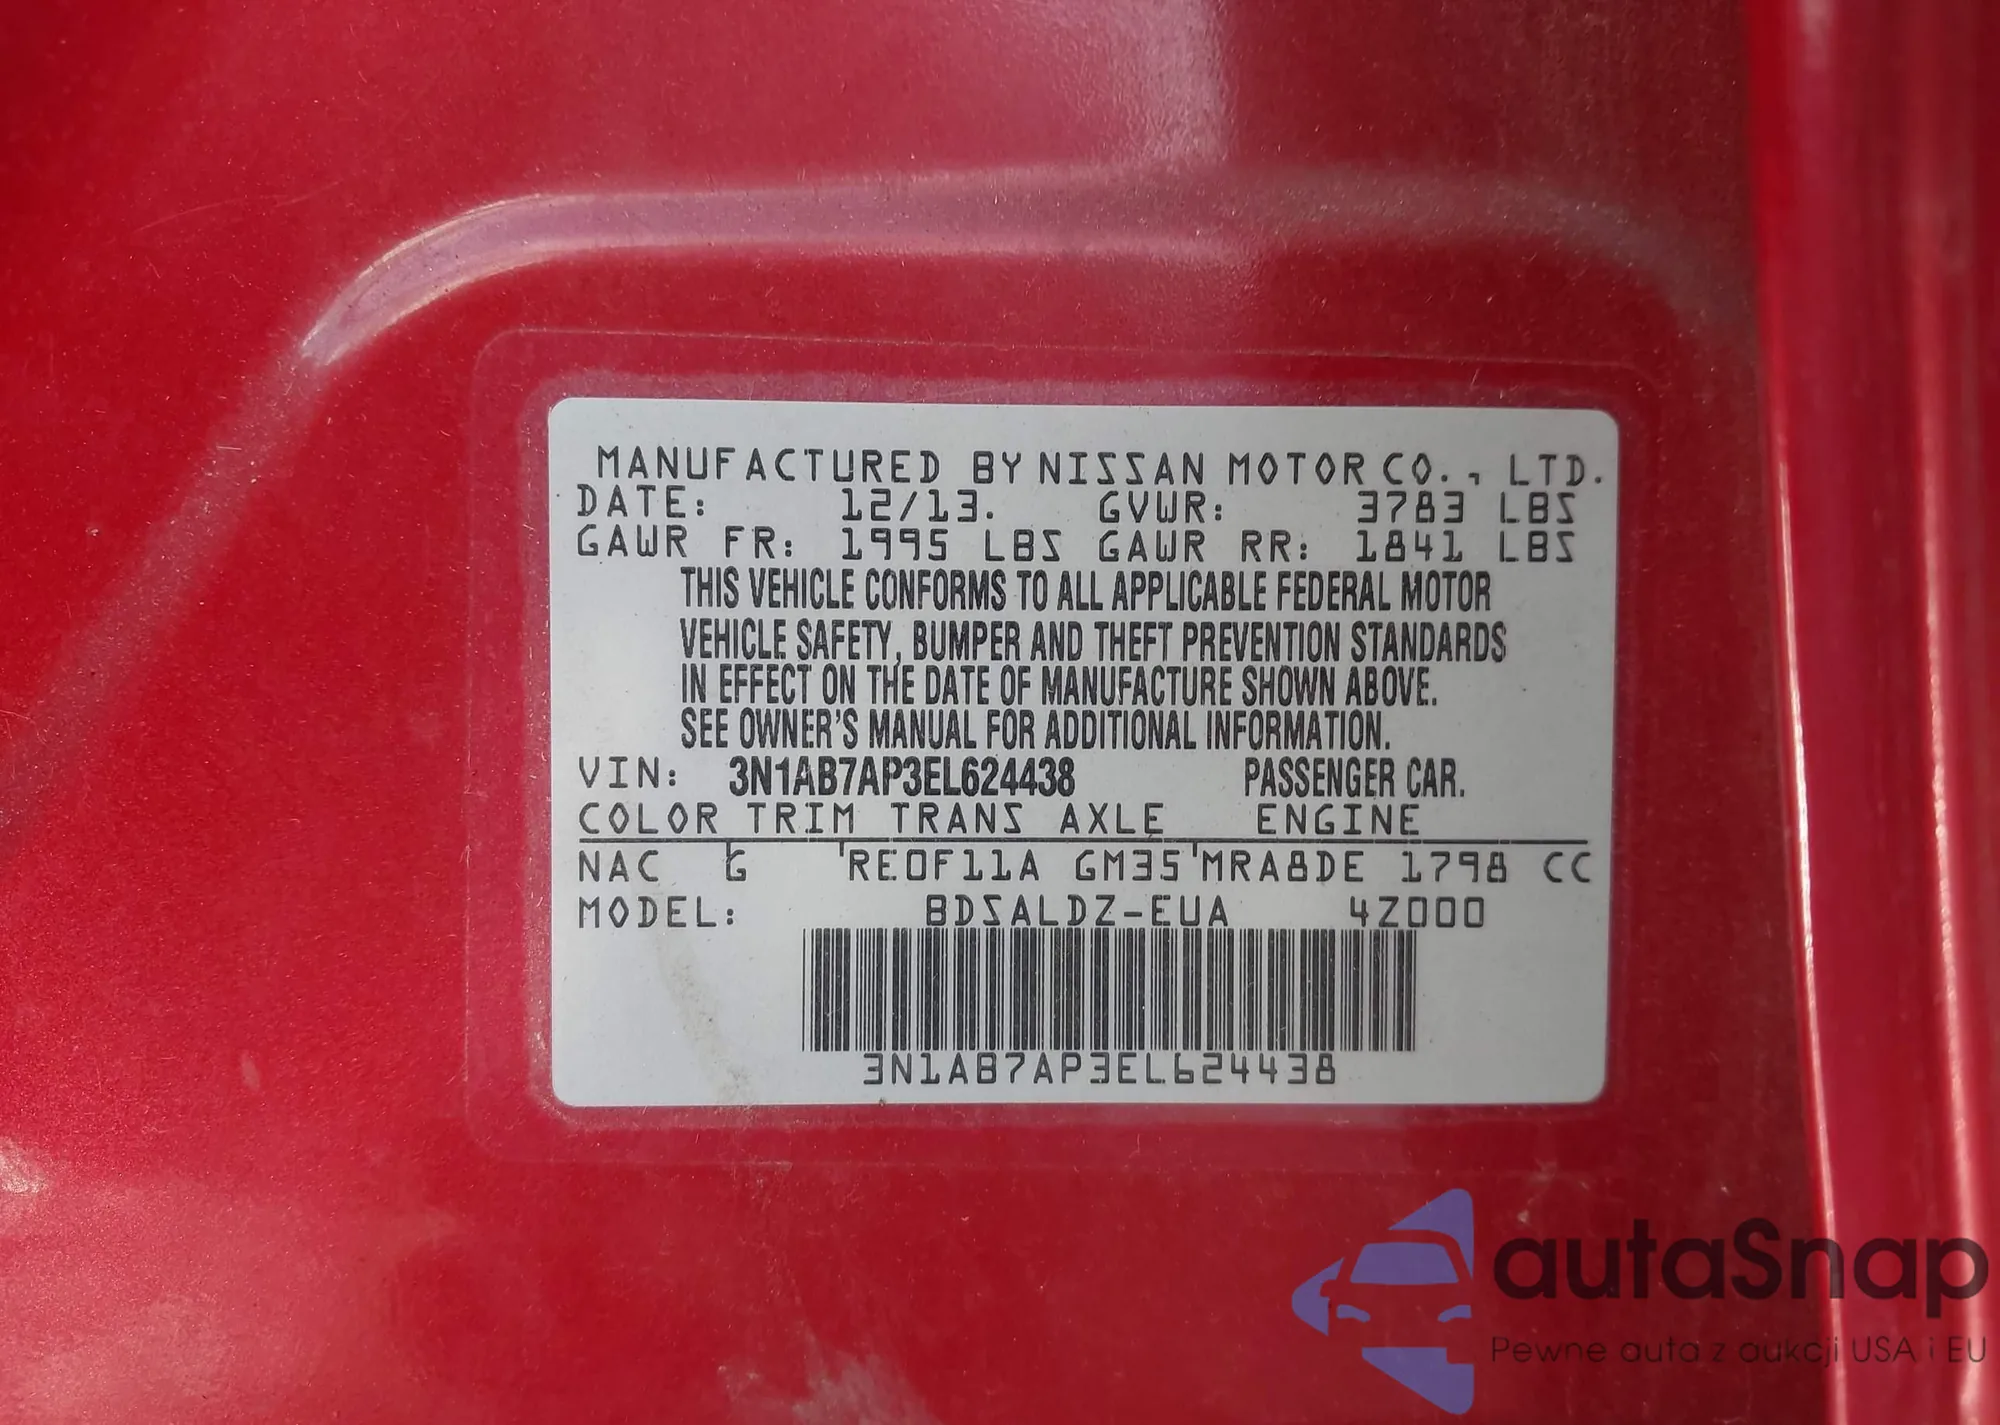 MANUFACTURED BY NISSAN MOTOR CO., LTD.
DATE: 12/13. GVWR: 3783 LBS
GAWR FR: 1995 LBS GAWR RR: 1841 LBS
THIS VEHICLE CONFORMS TO ALL APPLICABLE FEDERAL MOTOR
VEHICLE SAFETY, BUMPER AND THEFT PREVENTION STANDARDS
IN EFFECT ON THE DATE OF MANUFACTURE SHOWN ABOVE.
SEE OWNER'S MANUAL FOR ADDITIONAL INFORMATION.
VIN: 3N1AB7AP3EL624438 PASSENGER CAR.
COLOR TRIM TRANS AXLE ENGINE
NAC G RE0F11A GM35 MRA8DE 1798 CC
MODEL: BDSALDZ-EUA 4Z000
3N1AB7AP3EL624438
autaSnap
Pewne auta z aukcji USA i EU